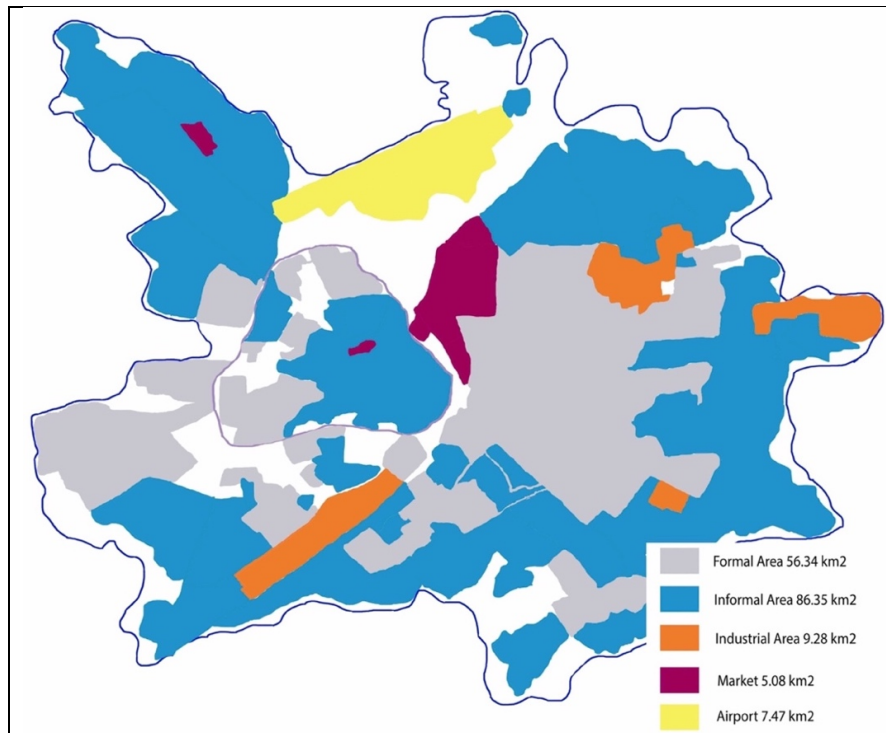 Formal Area 56.34 km2
Informal Area 86.35 km2
Industrial Area 9.28 km2
Market 5.08 km2
Airport 7.47 km2